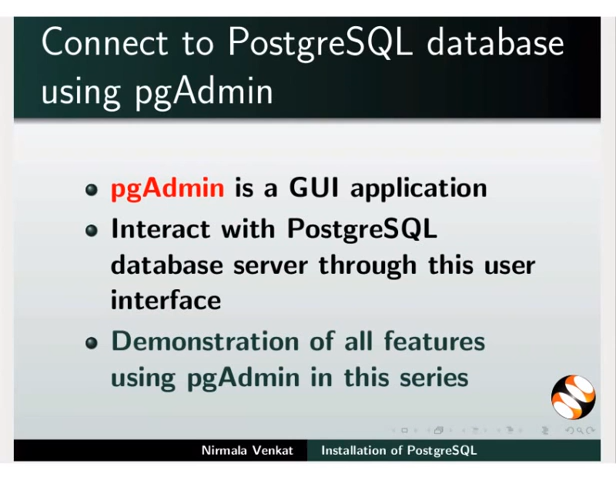 Connect to PostgreSQL database
using pgAdmin
pgAdmin is a GUI application
Interact with PostgreSQL
database server through this user
interface
Demonstration of all features
using pgAdmin in this series
Nirmala Venkat
Installation of PostgreSQL